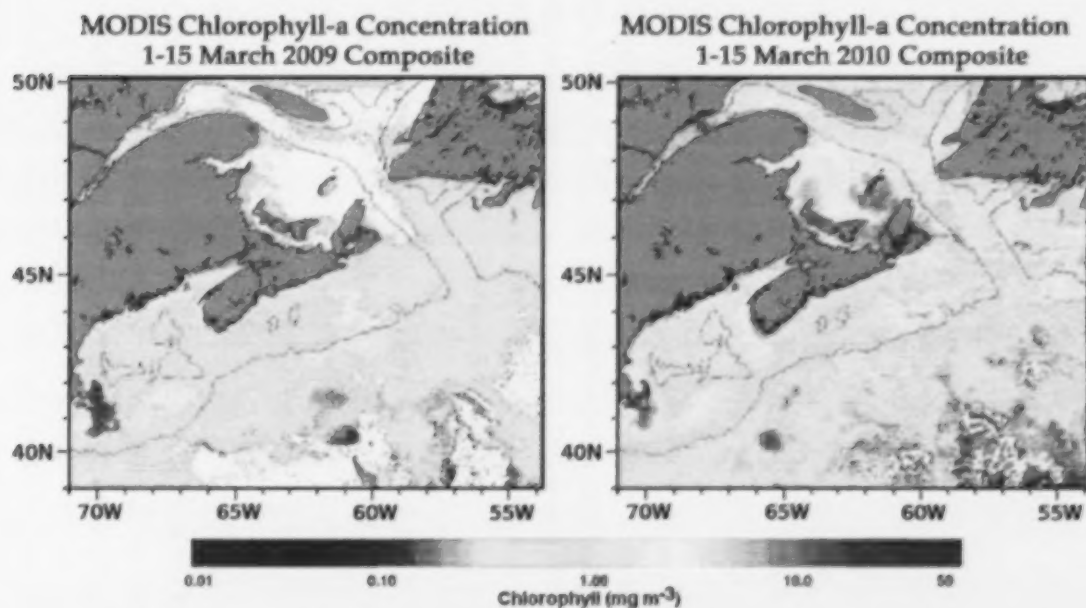 MODIS Chlorophyll-a Concentration
1-15 March 2009 Composite
MODIS Chlorophyll-a Concentration
1-15 March 2010 Composite
50N
45N
40N
70W 65W 60W 55W
50N
45N
40N
70W 65W 60W 55W
0.01 0.10 1.00 10.0 50
Chlorophyll (mg m-3)